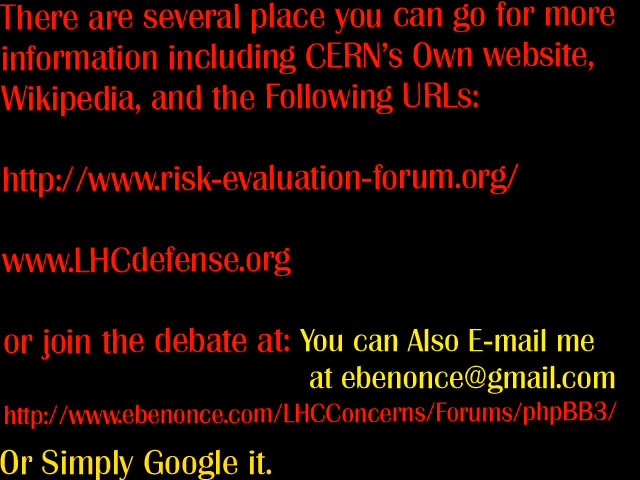 There are several place you can go for more
information including CERN's Own website,
Wikipedia, and the Following URLs:
http://www.risk-evaluation-forum.org/
www.LHCdefense.org
or join the debate at: You can Also E-mail me
at ebenonce@gmail.com
http://www.ebenonce.com/LHCConcerns/Forums/phpBB3/
Or Simply Google it.